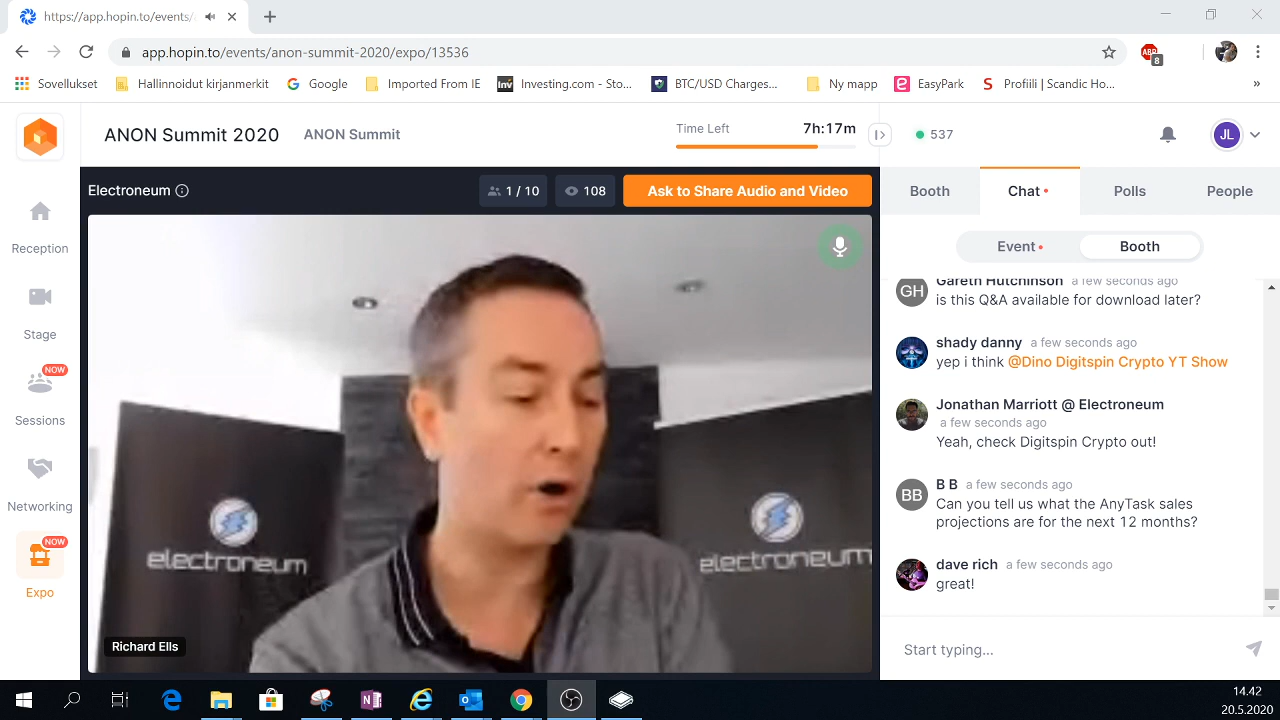 https://app.hopin.to/events/
app.hopin.to/events/anon-summit-2020/expo/13536
ABP
8
Sovellukset
Hallinnoidut kirjanmerkit
Google
Imported From IE
Inv
Investing.com - Sto...
BTC/USD Charges...
Ny mapp
EasyPark
S
Profiili | Scandic Ho...
»
ANON Summit 2020
ANON Summit
Time Left
7h:17m
537
JL
Electroneum
1 / 10
108
Ask to Share Audio and Video
Booth
Chat
Polls
People
Event
Booth
Reception
Stage
NOW
Sessions
Networking
NOW
Expo
electroneum
electroneum
Richard Ells
GH
Gareth Hutchinson a few seconds ago
is this Q&A available for download later?
shady danny a few seconds ago
yep i think @Dino Digitspin Crypto YT Show
Jonathan Marriott @ Electroneum
a few seconds ago
Yeah, check Digitspin Crypto out!
BB
B B a few seconds ago
Can you tell us what the AnyTask sales
projections are for the next 12 months?
dave rich a few seconds ago
great!
Start typing...
14.42
20.5.2020